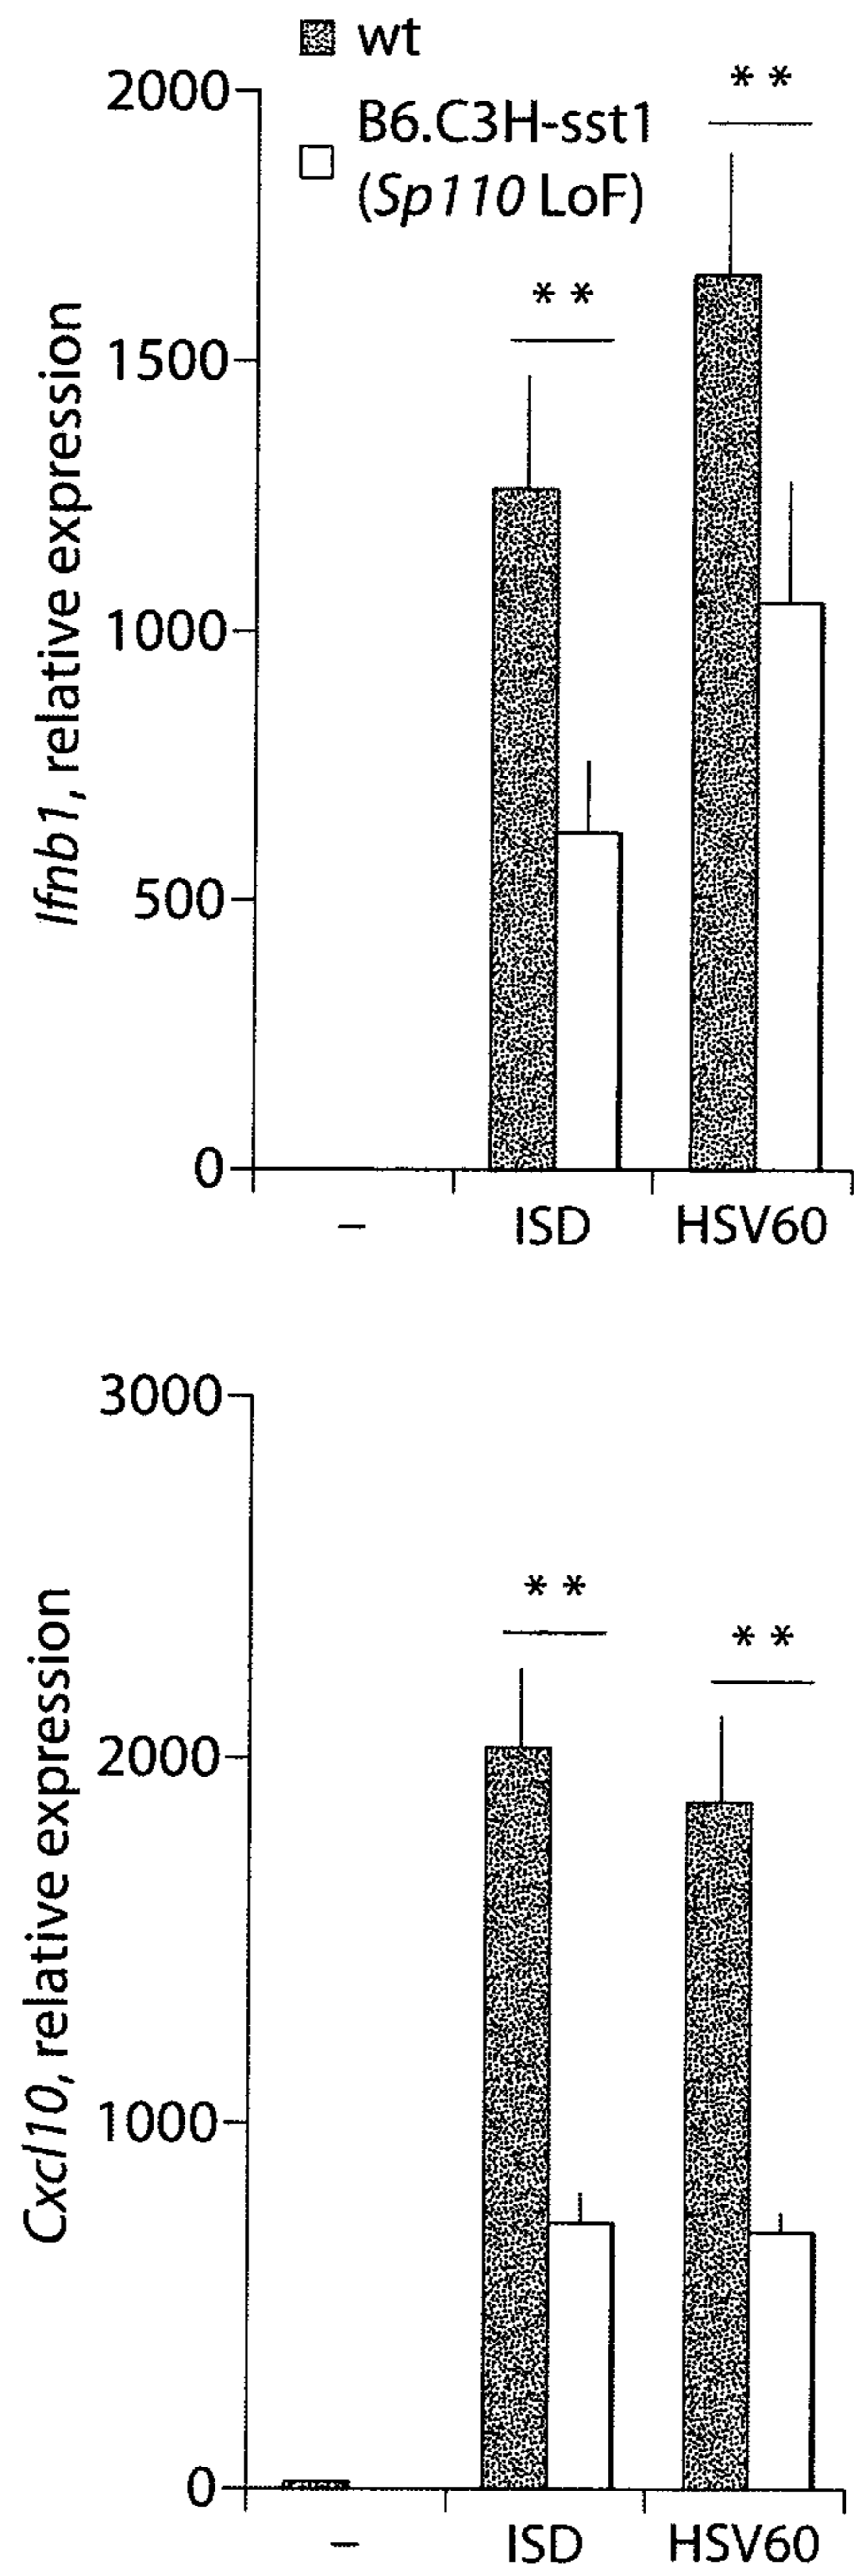 wt
B6.C3H-sst1
(Sp110 LoF)
Ifnb1, relative expression
2000
1500
1000
500
0
* *
* *
–
ISD
HSV60
Cxcl10, relative expression
3000
2000
1000
0
* *
* *
–
ISD
HSV60